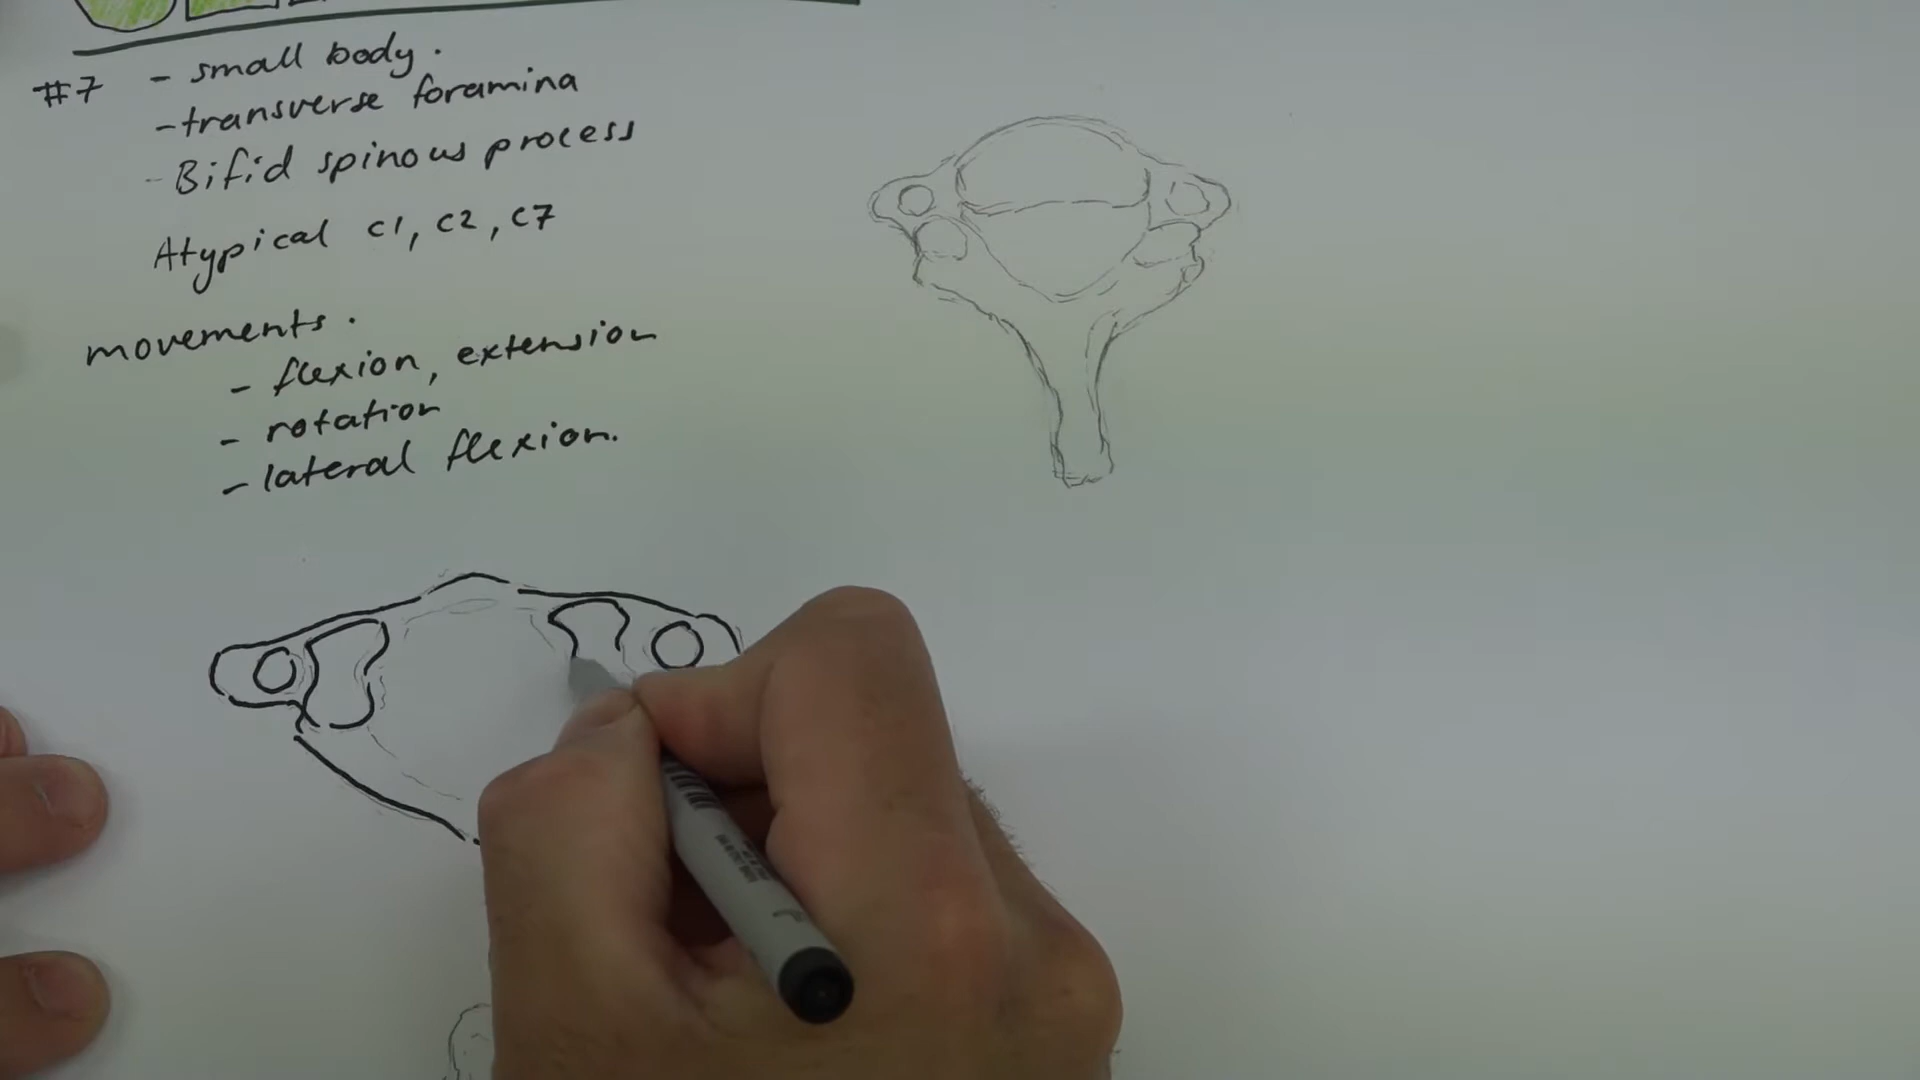 #7 - small body.
- transverse foramina
- Bifid spinous process
Atypical C1, C2, C7
movements.
- flexion, extension
- rotation
- lateral flexion.